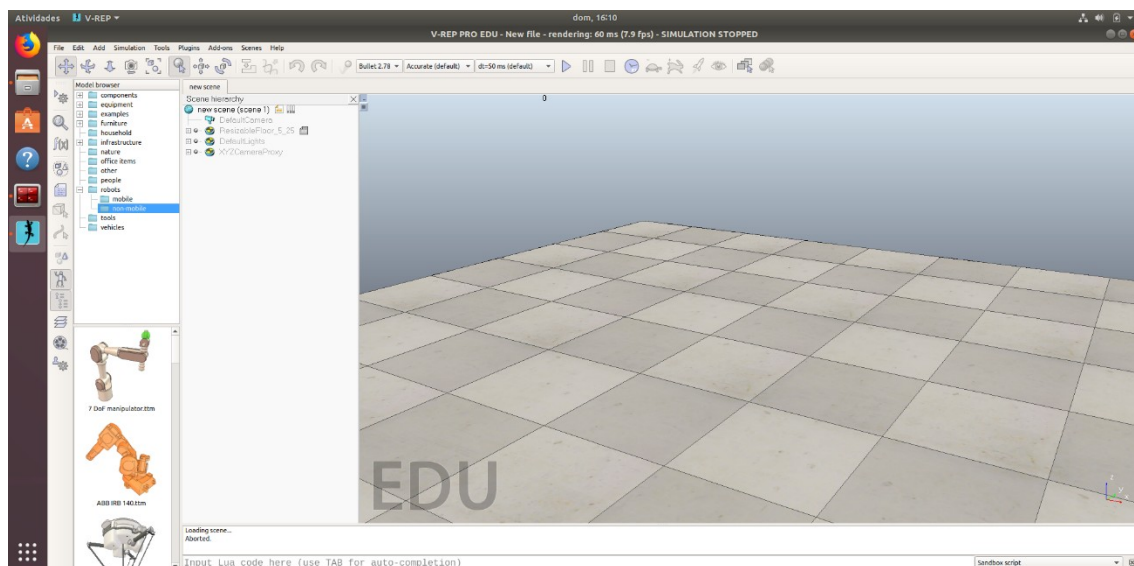 Atividades V-REP dom, 16:10
V-REP PRO EDU - New file - rendering: 60 ms (7.9 fps) - SIMULATION STOPPED
File Edit Add Simulation Tools Plugins Add-ons Scenes Help
Bullet 2.78 Accurate (default) dt=50 ms (default)
Model browser
components
equipment
examples
furniture
household
infrastructure
nature
office items
other
people
robots
mobile
non-mobile
tools
vehicles
7 DoF manipulator.ttm
ABB IRB 140.ttm
new scene
Scene hierarchy
new scene (scene 1)
DefaultCamera
ResizableFloor_5_25
DefaultLights
XYZCameraProxy
0
f(x)
EDU
z
y
x
Loading scene...
Aborted.
Input Lua code here (use TAB for auto-completion)
Sandbox script